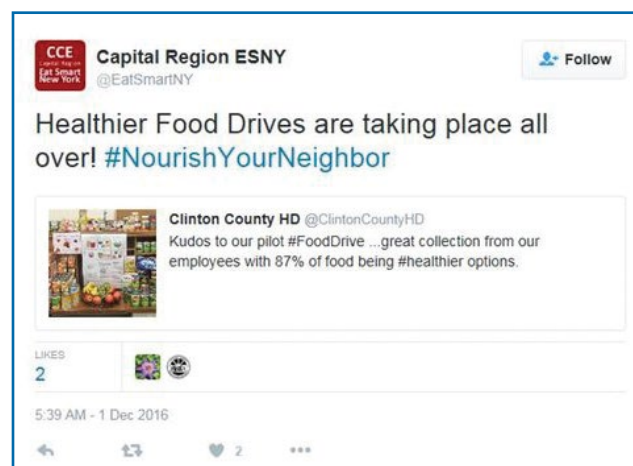 CCE
Capital Region
Eat Smart
New York
Capital Region ESNY
@EatSmartNY
Follow
Healthier Food Drives are taking place all
over! #NourishYourNeighbor
Clinton County HD @ClintonCountyHD
Kudos to our pilot #FoodDrive ...great collection from our
employees with 87% of food being #healthier options.
LIKES
2
5:39 AM - 1 Dec 2016
2